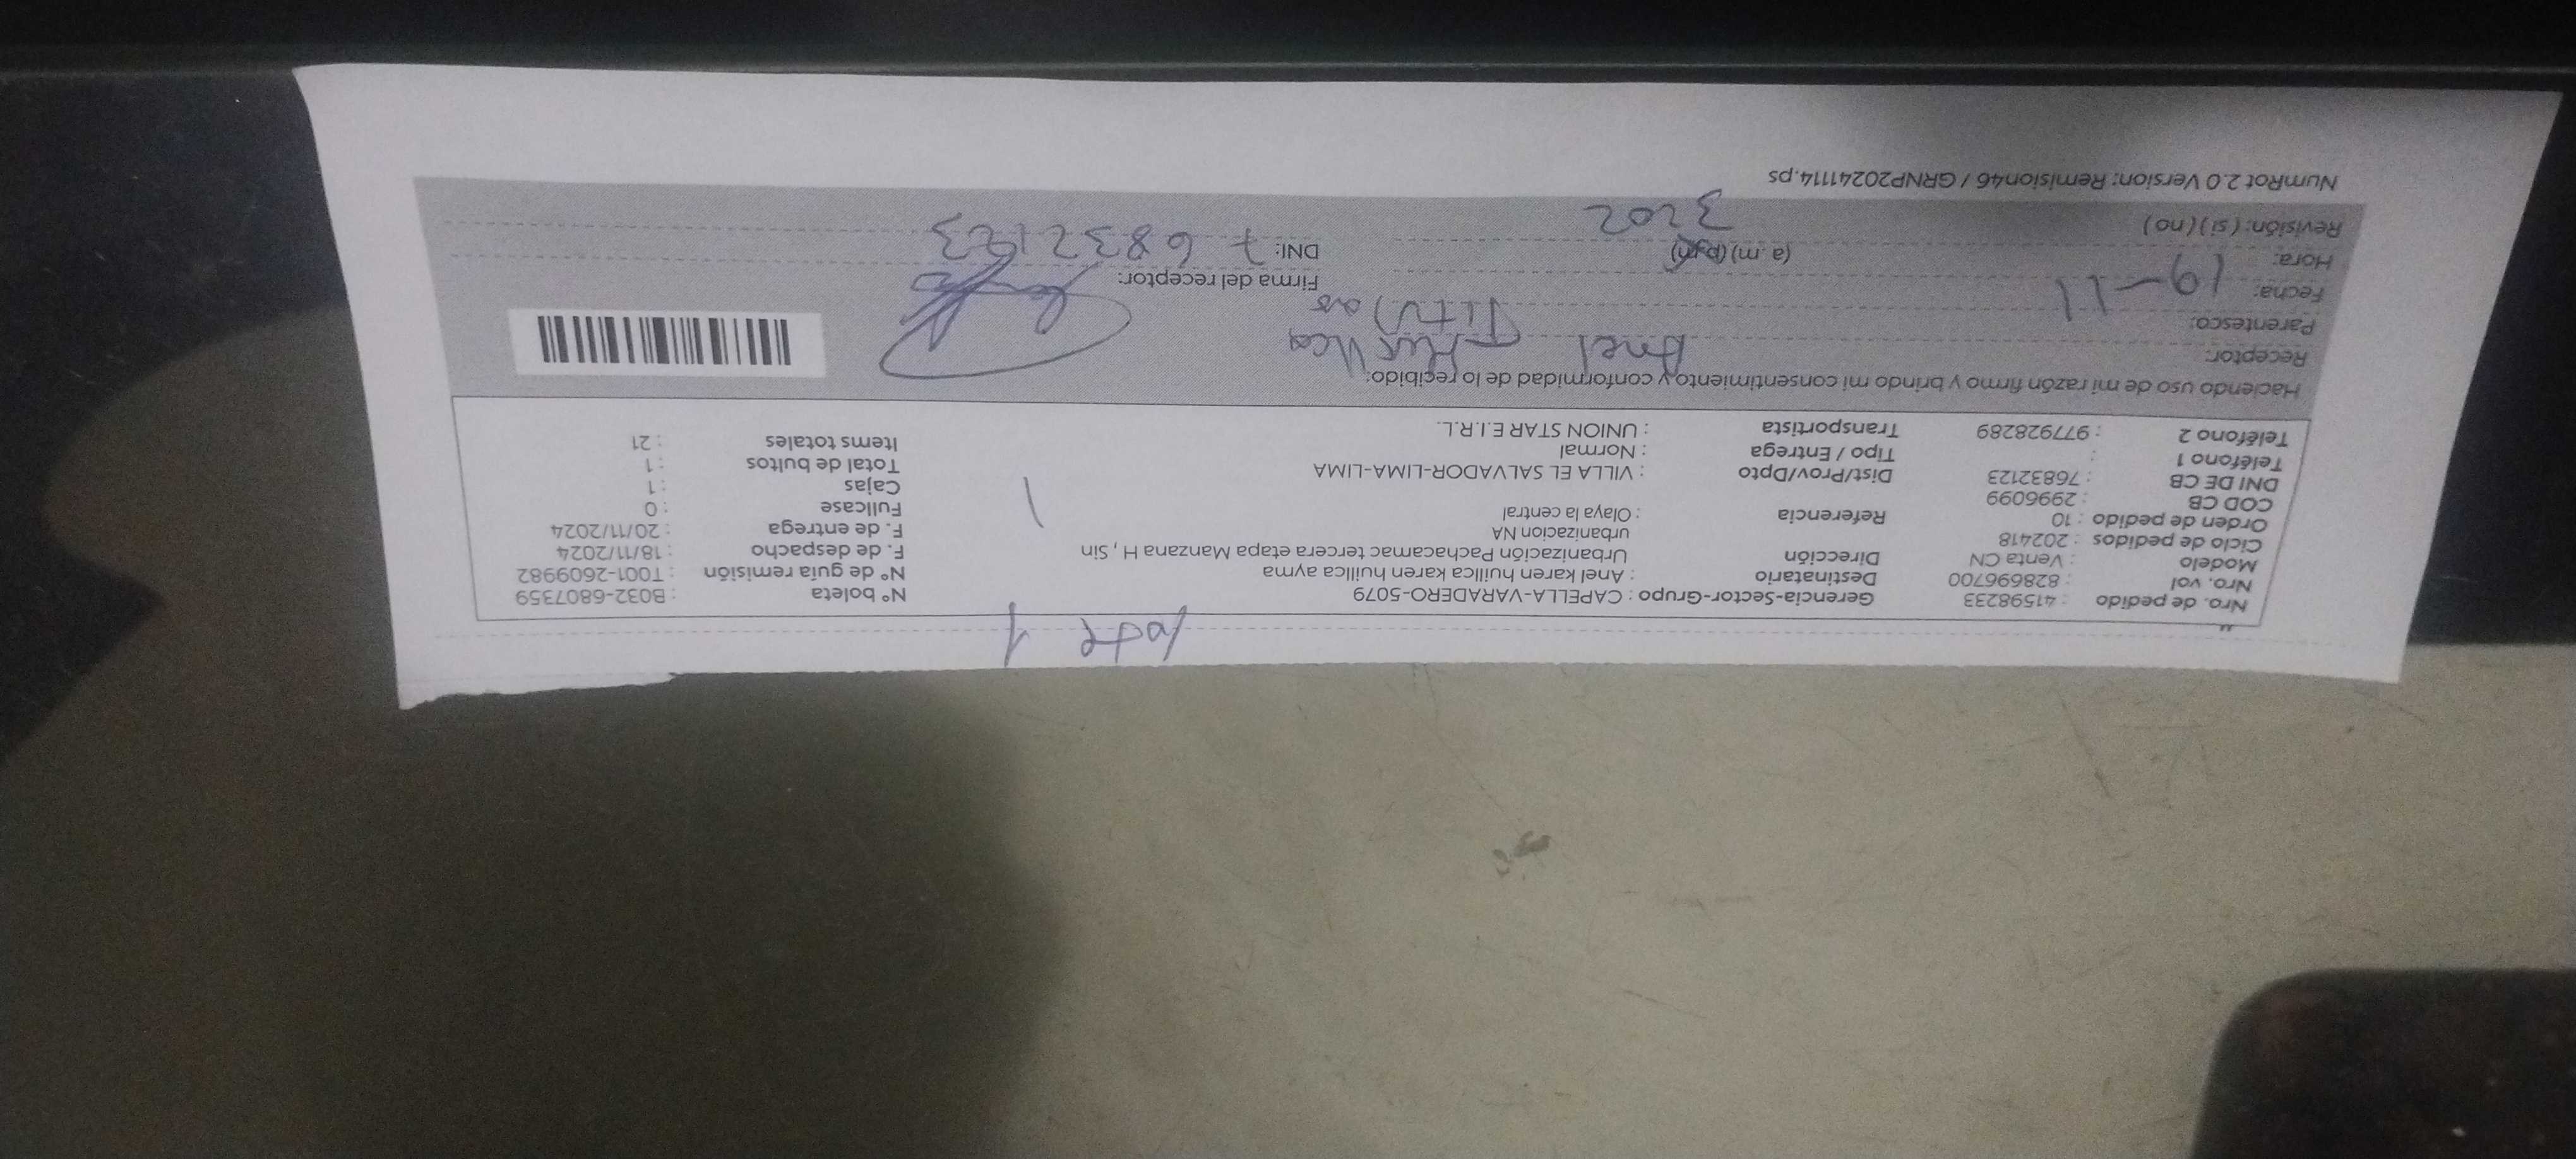 lote 1
Nro. de pedido : 41598233 Gerencia-Sector-Grupo : CAPELLA-VARADERO-5079 N° boleta : B032-6807359
Nro. vol : 828696700 Destinatario : Anel karen huillca karen huillca ayma N° de guía remisión : T001-2609982
Modelo : Venta CN Dirección Urbanización Pachacamac tercera etapa Manzana H , Sin F. de despacho : 18/11/2024
Ciclo de pedidos : 202418 urbanizacion NA F. de entrega : 20/11/2024
Orden de pedido : 10 Referencia : Olaya la central Fullcase : 0
COD CB : 2996099 Cajas : 1
DNI DE CB : 76832123 Dist/Prov/Dpto : VILLA EL SALVADOR-LIMA-LIMA Total de bultos : 1
Teléfono 1 : Tipo / Entrega : Normal Items totales : 21
Teléfono 2 : 977928289 Transportista : UNION STAR E.I.R.L.
1
Haciendo uso de mi razón firmo y brindo mi consentimiento y conformidad de lo recibido:
Receptor: Anel Huillca
Parentesco: Titular
Fecha: 19-11 Firma del receptor:
Hora: (a. m) (p. m) DNI: 76832123
3:02
Revisión: ( si ) ( no )
NumRot 2.0 Version: Remision46 / GRNP20241114.ps